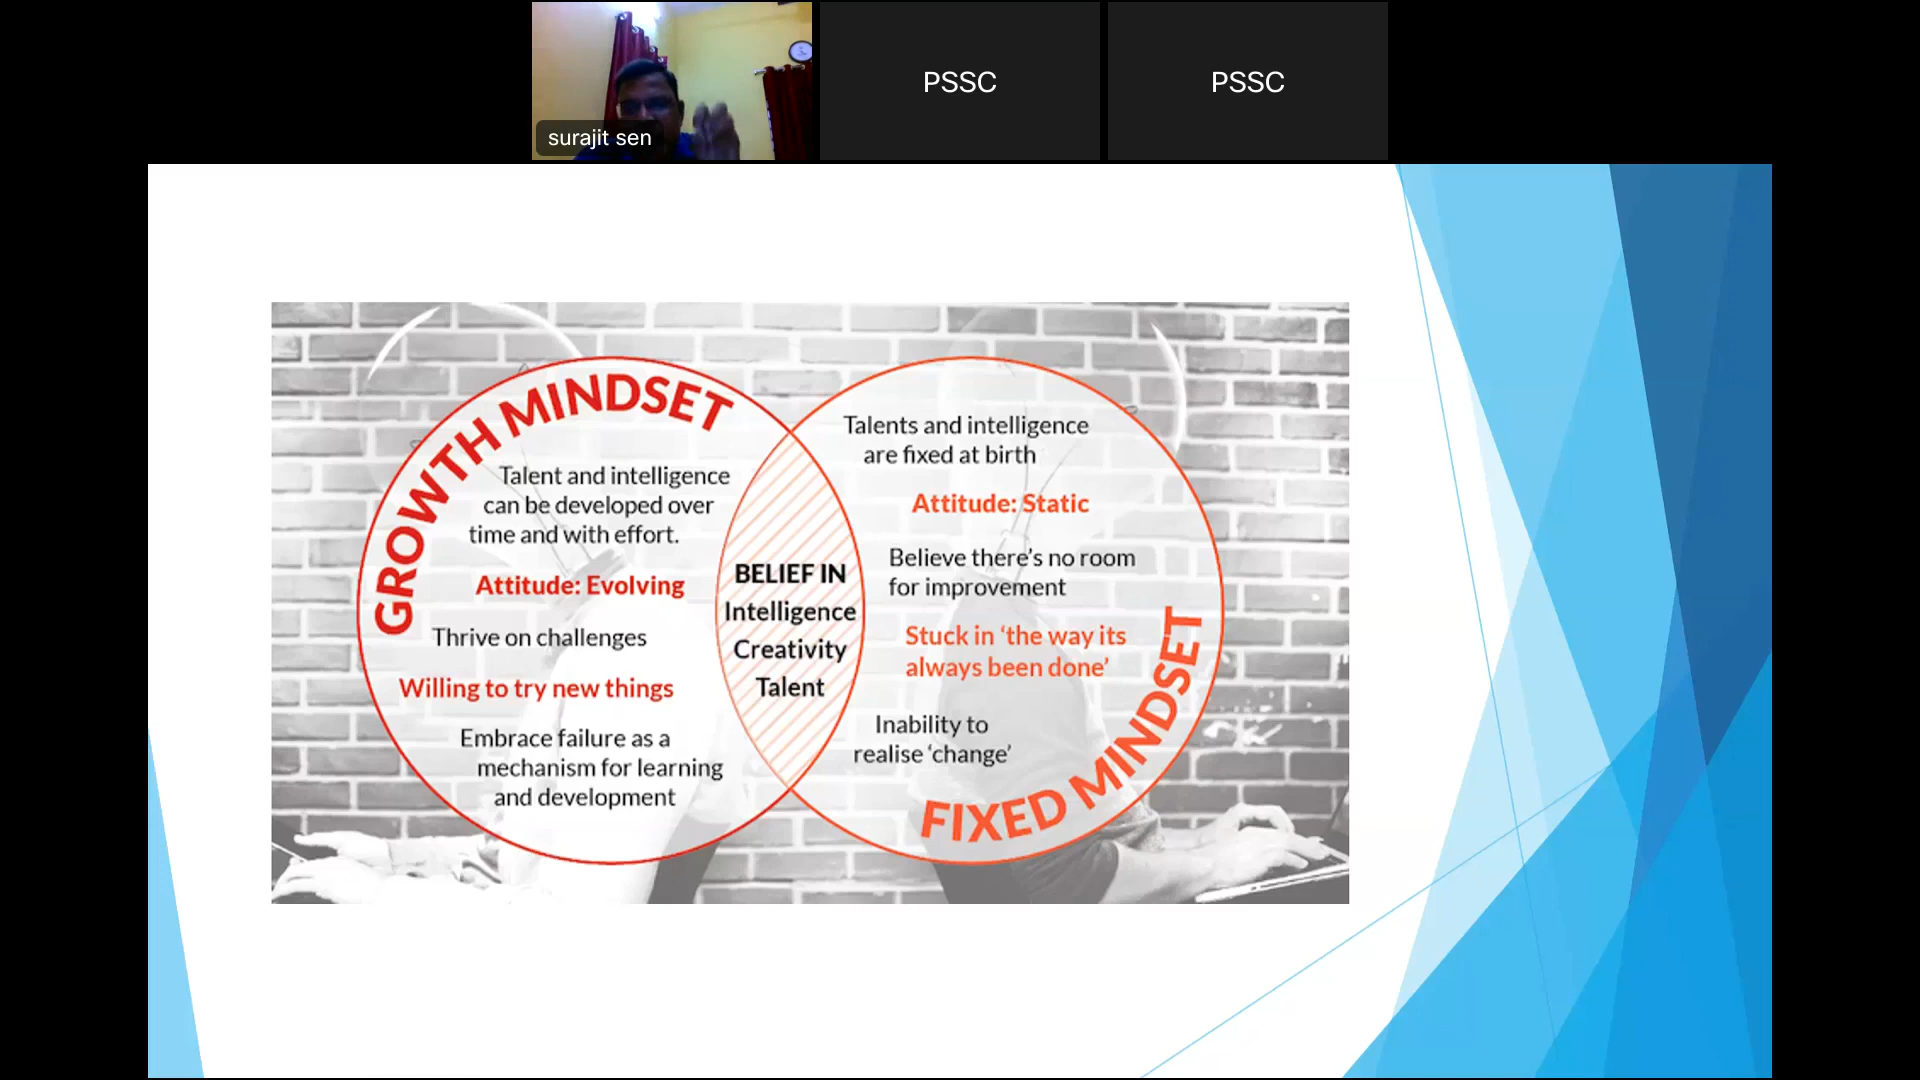 surajit sen
PSSC
PSSC
GROWTH MINDSET
Talent and intelligence
can be developed over
time and with effort.
Attitude: Evolving
Thrive on challenges
Willing to try new things
Embrace failure as a
mechanism for learning
and development
BELIEF IN
Intelligence
Creativity
Talent
Talents and intelligence
are fixed at birth
Attitude: Static
Believe there's no room
for improvement
Stuck in ‘the way its
always been done’
Inability to
realise ‘change’
FIXED MINDSET